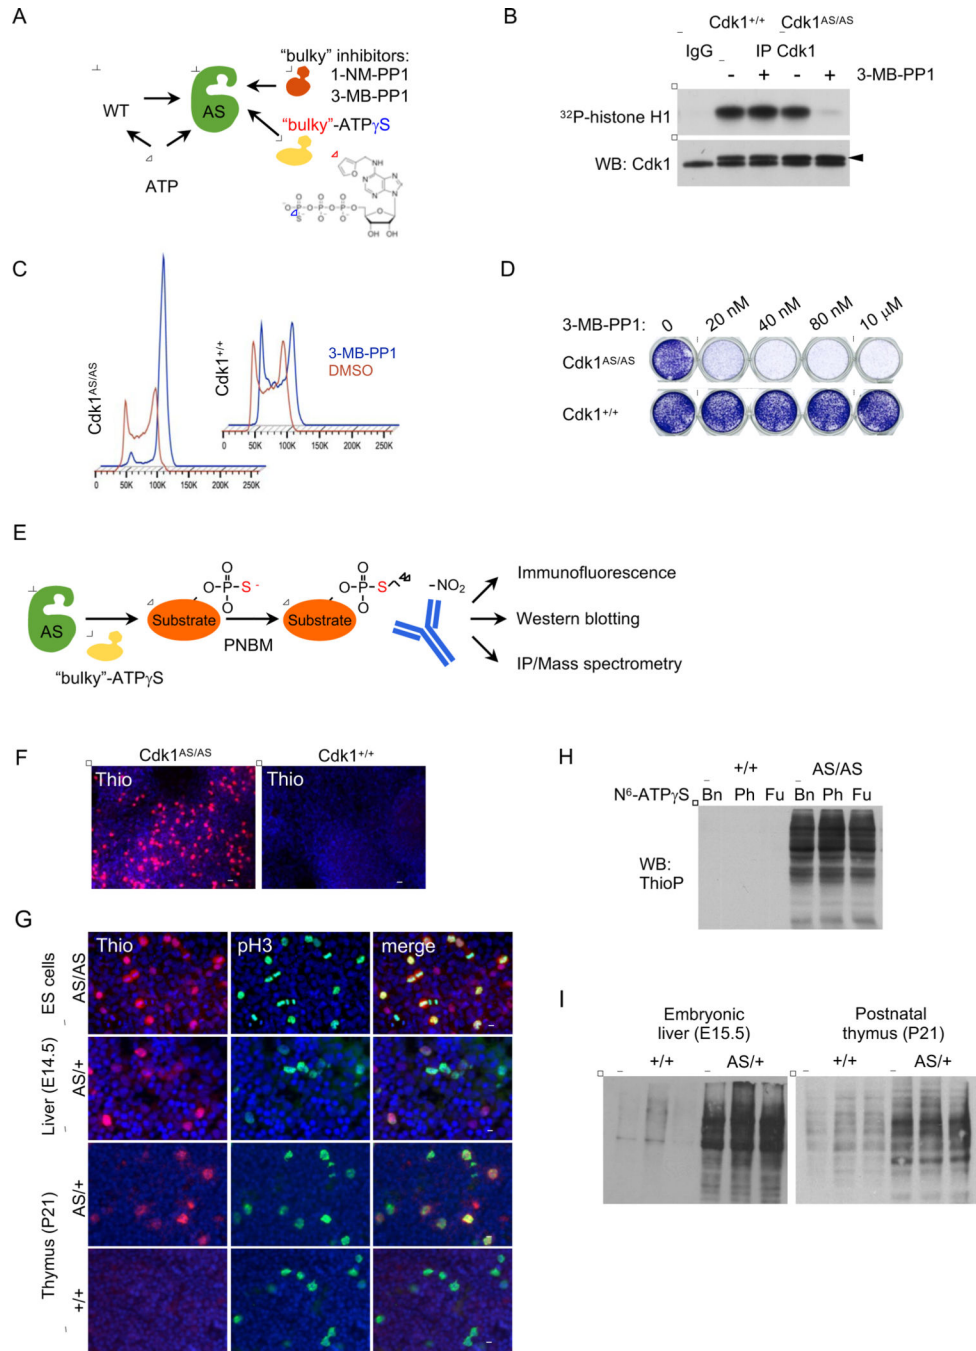 A
"bulky" inhibitors:
1-NM-PP1
3-MB-PP1
WT
AS
"bulky"-ATPγS
ATP
NH
N
N
N
N
O
O⁻ P O P O P O
S O⁻ O⁻
O
OH OH
B
Cdk1+/+ Cdk1AS/AS
IgG IP Cdk1
- + - + 3-MB-PP1
³²P-histone H1
WB: Cdk1
C
Cdk1AS/AS
Cdk1+/+
3-MB-PP1
DMSO
0 50K 100K 150K 200K 250K
0 50K 100K 150K 200K 250K
D
3-MB-PP1: 0 20 nM 40 nM 80 nM 10 µM
Cdk1AS/AS
Cdk1+/+
E
AS
"bulky"-ATPγS
Substrate
O
O-P-S-
O
PNBM
Substrate
O
O-P-S
O
-NO₂
Immunofluorescence
Western blotting
IP/Mass spectrometry
F
Cdk1AS/AS Cdk1+/+
Thio Thio
G
Thio pH3 merge
ES cells
AS/AS
Liver (E14.5)
AS/+
Thymus (P21)
AS/+
+/+
H
+/+ AS/AS
N⁶-ATPγS Bn Ph Fu Bn Ph Fu
WB:
ThioP
I
Embryonic
liver (E15.5)
Postnatal
thymus (P21)
+/+ AS/+ +/+ AS/+